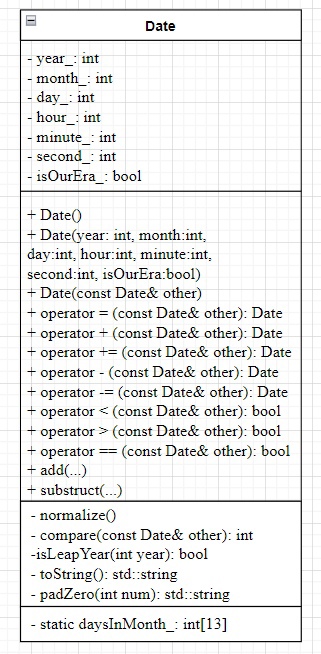 Date
- year_: int
- month_: int
- day_: int
- hour_: int
- minute_: int
- second_: int
- isOurEra_: bool
+ Date()
+ Date(year: int, month:int,
day:int, hour:int, minute:int,
second:int, isOurEra:bool)
+ Date(const Date& other)
+ operator = (const Date& other): Date
+ operator + (const Date& other): Date
+ operator += (const Date& other): Date
+ operator - (const Date& other): Date
+ operator -= (const Date& other): Date
+ operator < (const Date& other): bool
+ operator > (const Date& other): bool
+ operator == (const Date& other): bool
+ add(...)
+ substruct(...)
- normalize()
- compare(const Date& other): int
-isLeapYear(int year): bool
- toString(): std::string
- padZero(int num): std::string
- static daysInMonth_: int[13]